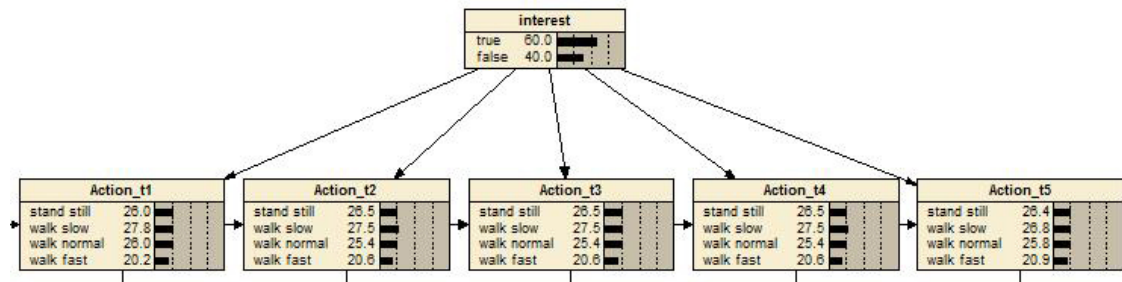 interest
true 60.0
false 40.0
Action_t1
stand still 26.0
walk slow 27.8
walk normal 26.0
walk fast 20.2
Action_t2
stand still 26.5
walk slow 27.5
walk normal 25.4
walk fast 20.6
Action_t3
stand still 26.5
walk slow 27.5
walk normal 25.4
walk fast 20.6
Action_t4
stand still 26.5
walk slow 27.5
walk normal 25.4
walk fast 20.6
Action_t5
stand still 26.4
walk slow 26.8
walk normal 25.8
walk fast 20.9